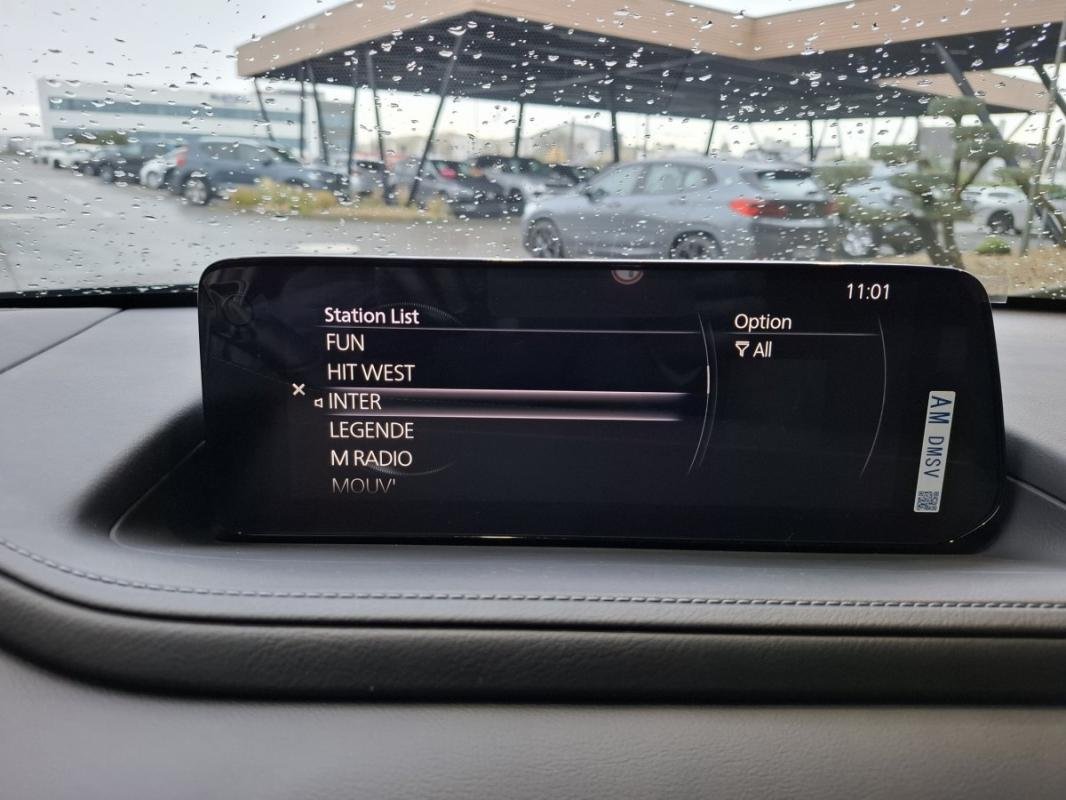 11:01
Station List
FUN
HIT WEST
INTER
LEGENDE
M RADIO
MOUV'
Option
All
AM DMSV